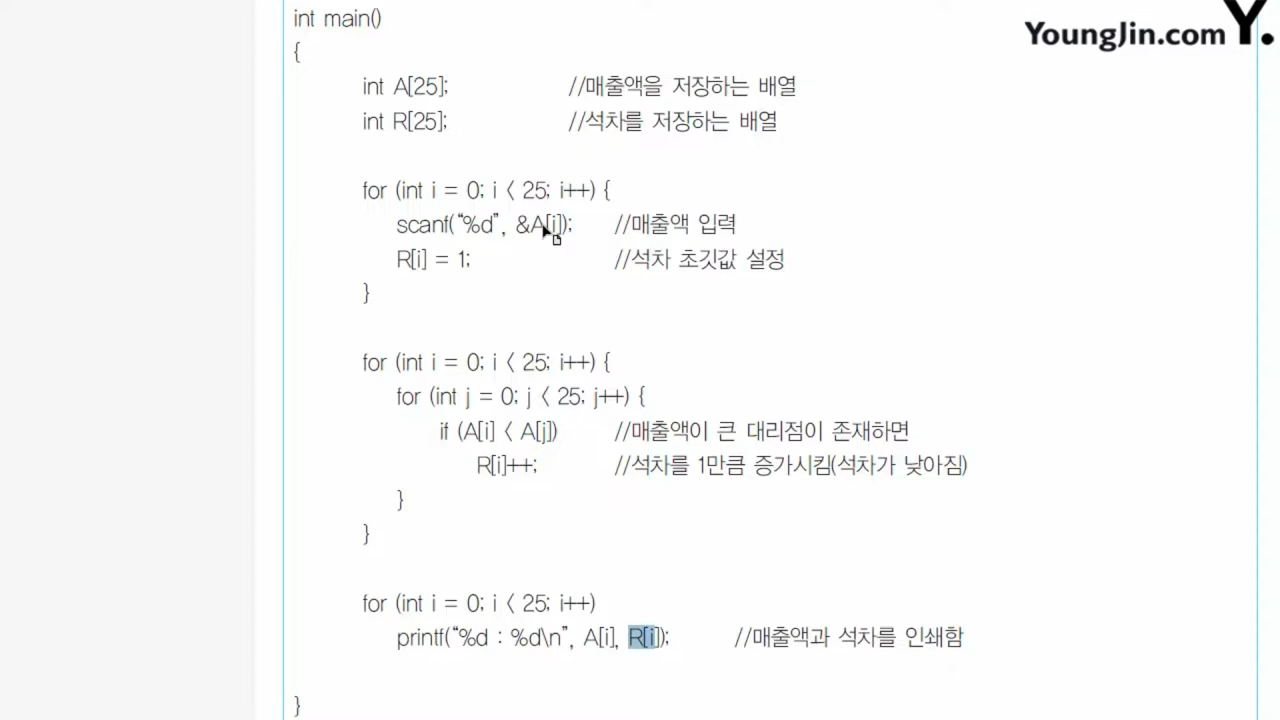 int main()
YoungJin.com Y.
{
int A[25]; //매출액을 저장하는 배열
int R[25]; //석차를 저장하는 배열
for (int i = 0; i < 25; i++) {
scanf(“%d”, &A[i]); //매출액 입력
R[i] = 1; //석차 초깃값 설정
}
for (int i = 0; i < 25; i++) {
for (int j = 0; j < 25; j++) {
if (A[i] < A[j]) //매출액이 큰 대리점이 존재하면
R[i]++; //석차를 1만큼 증가시킴(석차가 낮아짐)
}
}
for (int i = 0; i < 25; i++)
printf(“%d : %d\n”, A[i], R[i]); //매출액과 석차를 인쇄함
}